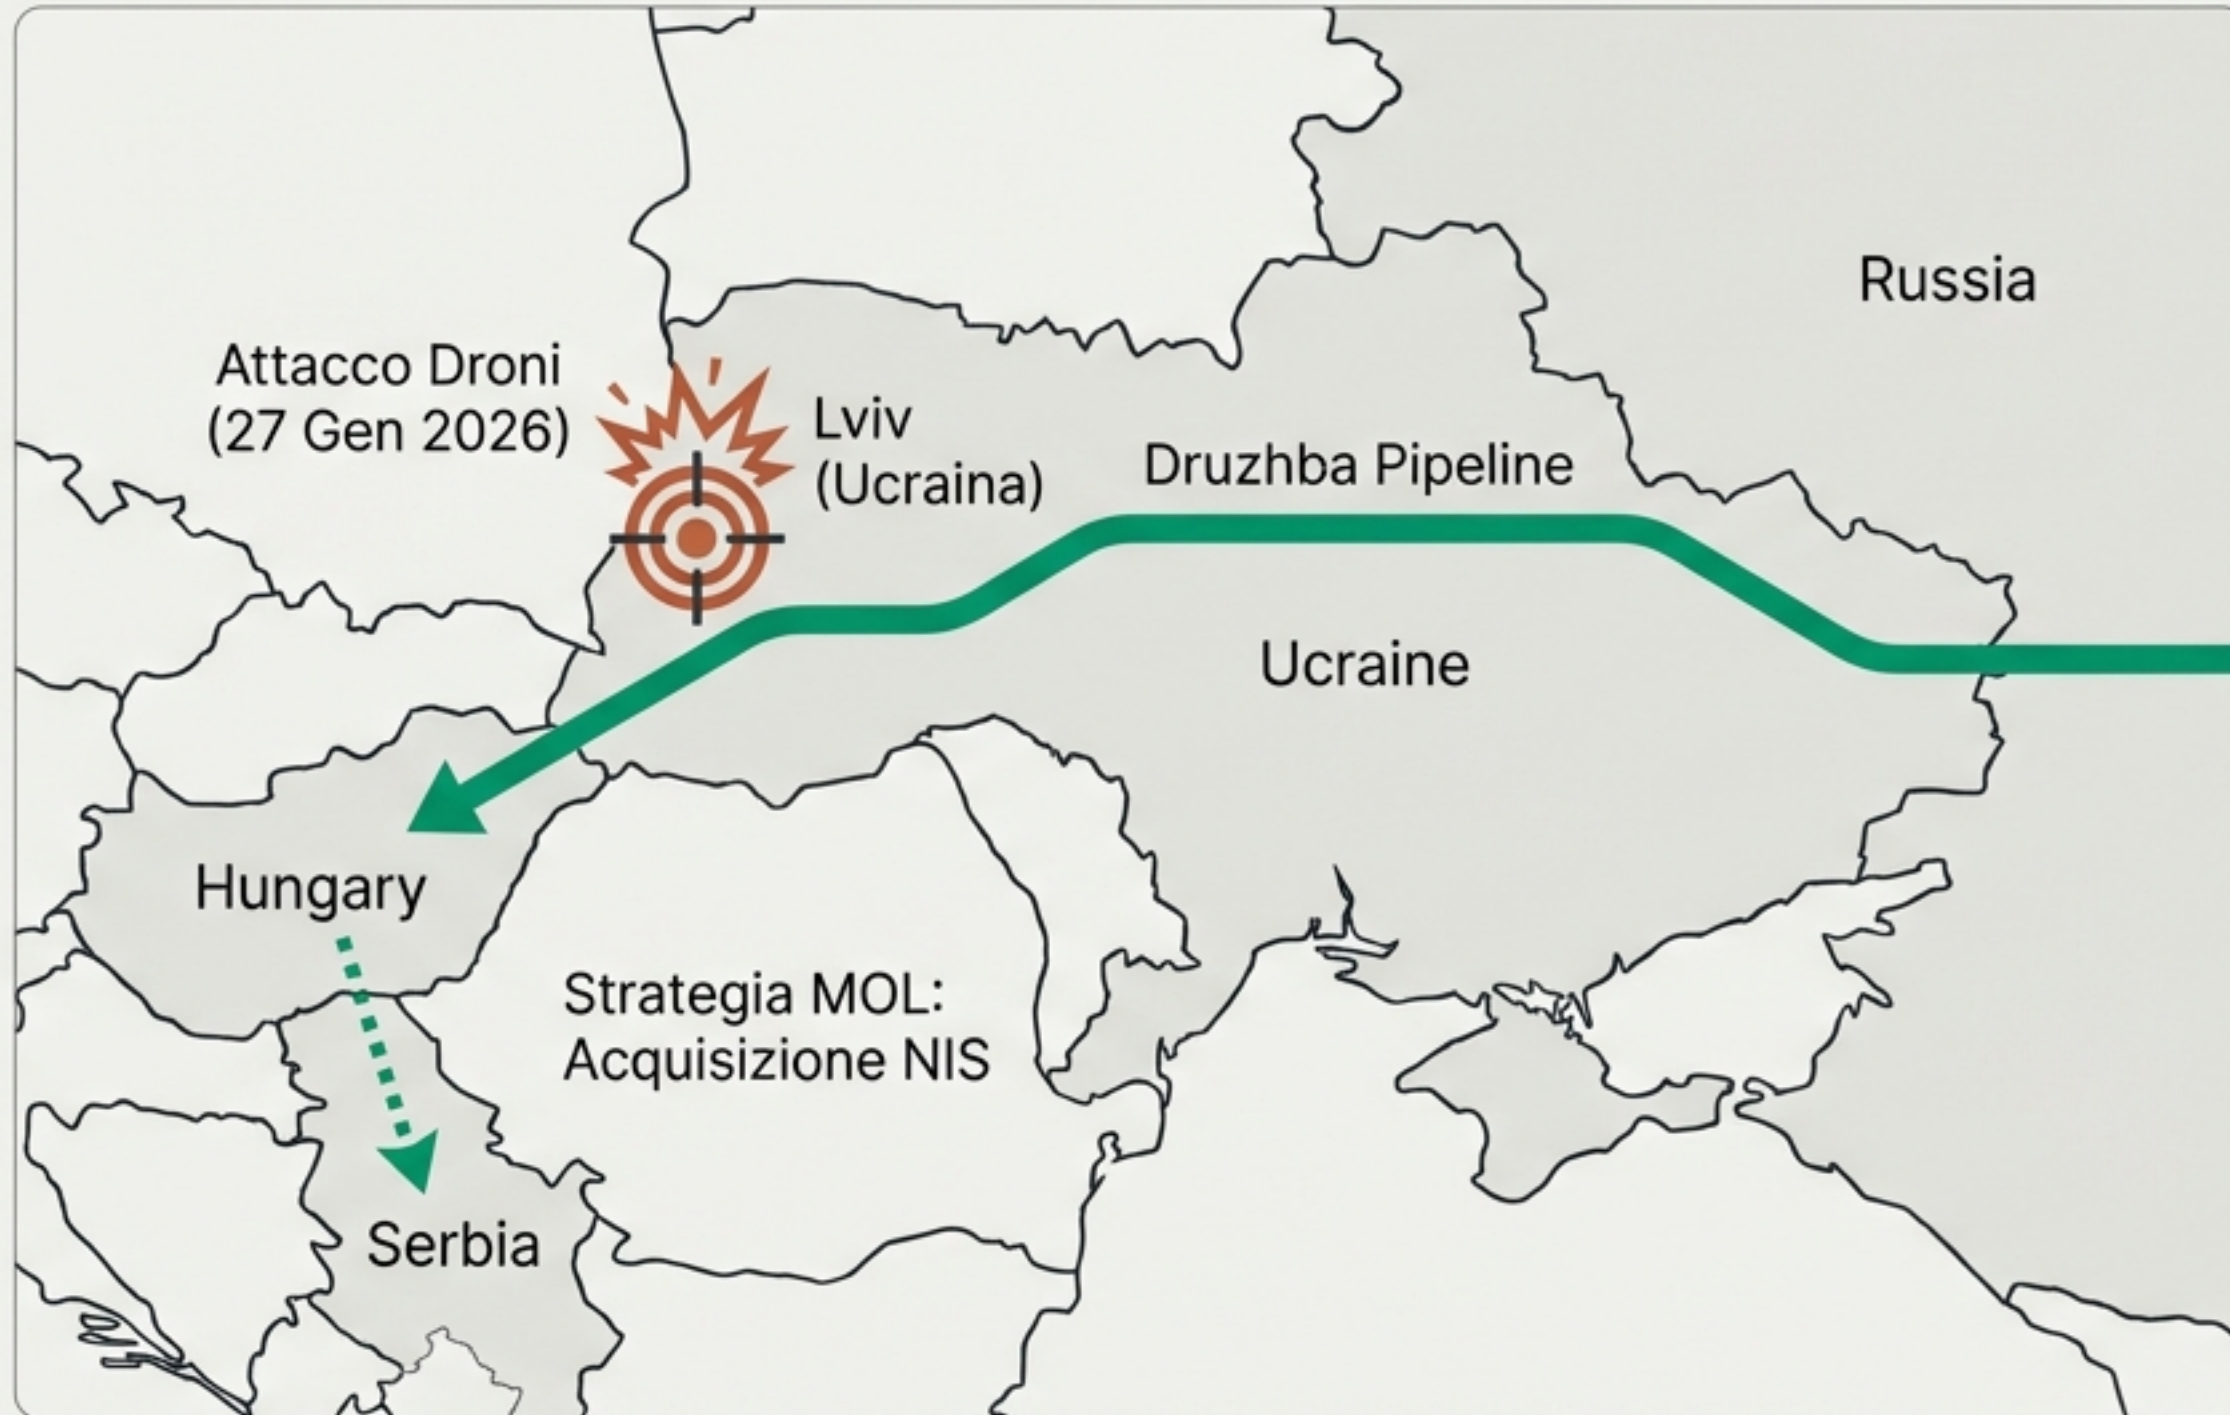 Russia
Attacco Droni
(27 Gen 2026)
Lviv
(Ucraina)
Druzhba Pipeline
Ucraine
Hungary
Strategia MOL:
Acquisizione NIS
Serbia